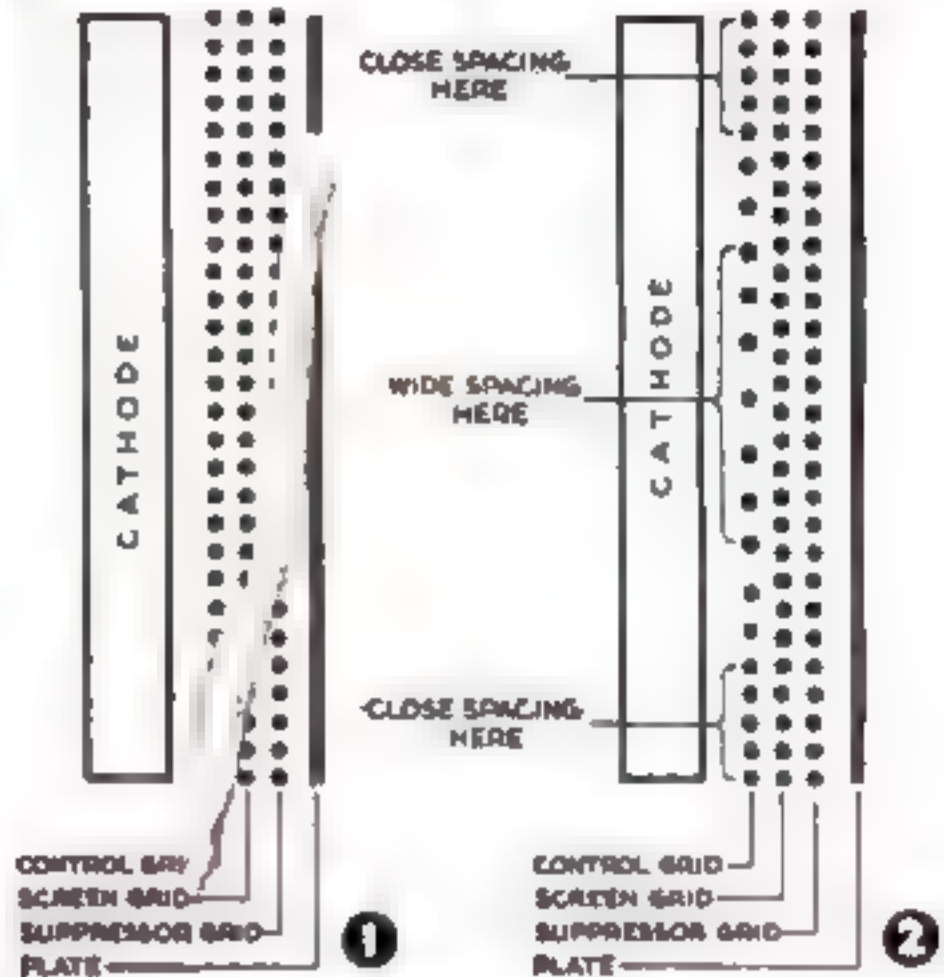 CATHODE
CONTROL
SCREEN GRID
SUPPRESSOR GRID
PLATE
1
CLOSE SPACING
HERE
WIDE SPACING
HERE
CLOSE SPACING
HERE
CATHODE
CONTROL GRID
SCREEN GRID
SUPPRESSOR GRID
PLATE
2